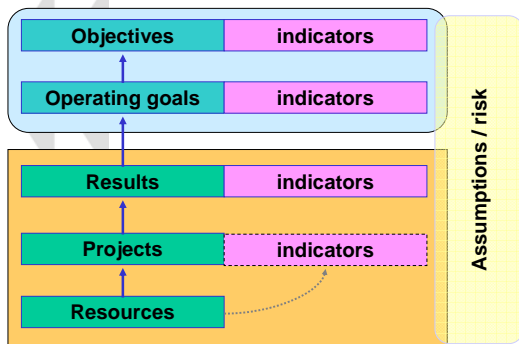 Objectives indicators
Operating goals indicators
Results indicators
Projects indicators
Resources
Assumptions / risk